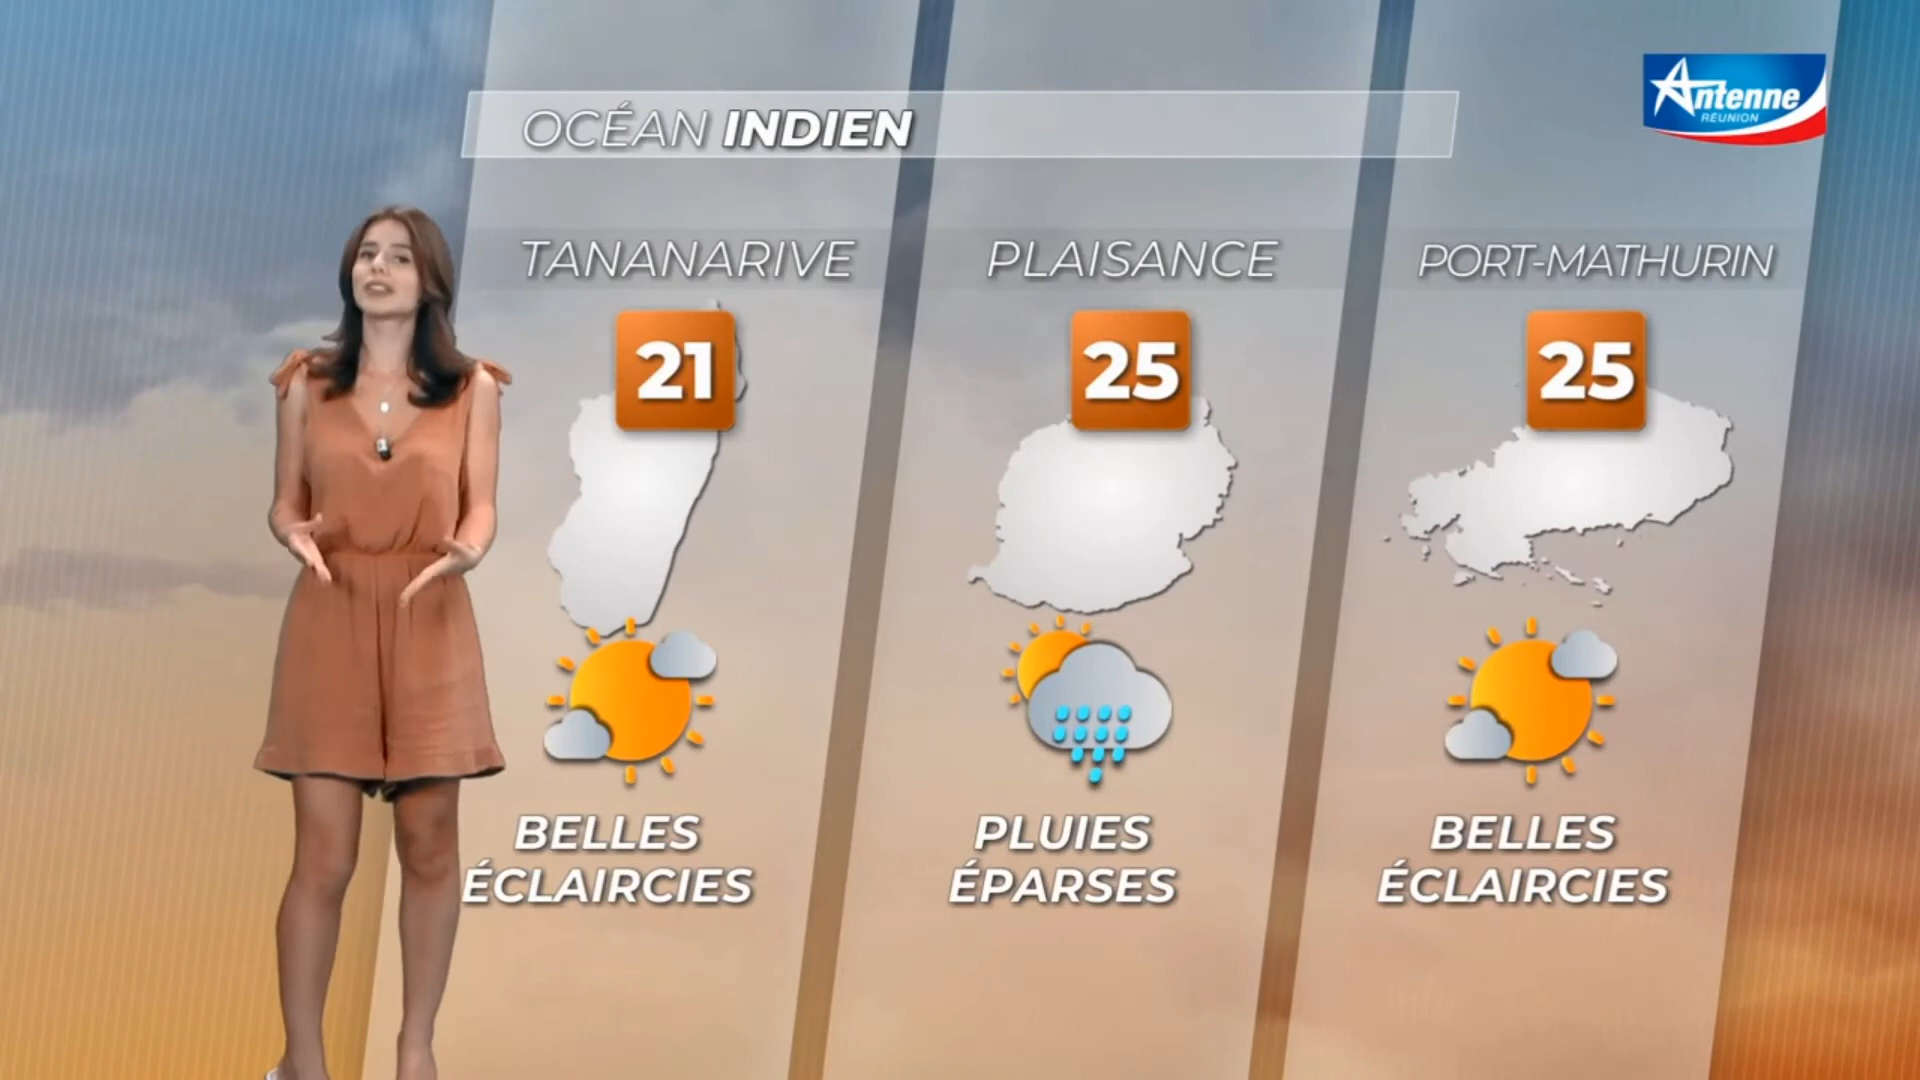 OCÉAN INDIEN
Antenne
RÉUNION
TANANARIVE
PLAISANCE
PORT-MATHURIN
21
25
25
BELLES
ÉCLAIRCIES
PLUIES
ÉPARSES
BELLES
ÉCLAIRCIES